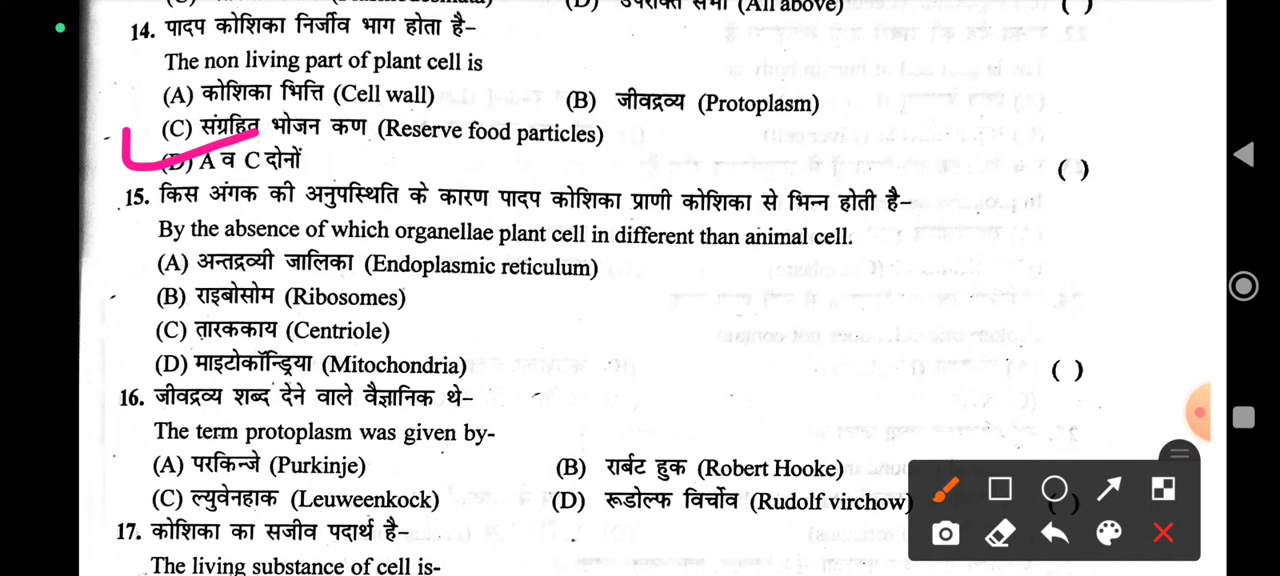 (D) उपरोक्त सभी (All above) ( )
14. पादप कोशिका निर्जीव भाग होता है–
The non living part of plant cell is
(A) कोशिका भित्ति (Cell wall) (B) जीवद्रव्य (Protoplasm)
(C) संग्रहित भोजन कण (Reserve food particles)
(D) A व C दोनों ( )
15. किस अंगक की अनुपस्थिति के कारण पादप कोशिका प्राणी कोशिका से भिन्न होती है–
By the absence of which organellae plant cell in different than animal cell.
(A) अन्तद्रव्यी जालिका (Endoplasmic reticulum)
(B) राइबोसोम (Ribosomes)
(C) तारककाय (Centriole)
(D) माइटोकॉन्ड्रिया (Mitochondria) ( )
16. जीवद्रव्य शब्द देने वाले वैज्ञानिक थे–
The term protoplasm was given by-
(A) परकिन्जे (Purkinje) (B) रार्बट हुक (Robert Hooke)
(C) ल्युवेनहाक (Leuweenkock) (D) रूडोल्फ विर्चोव (Rudolf virchow) ( )
17. कोशिका का सजीव पदार्थ है–
The living substance of cell is-